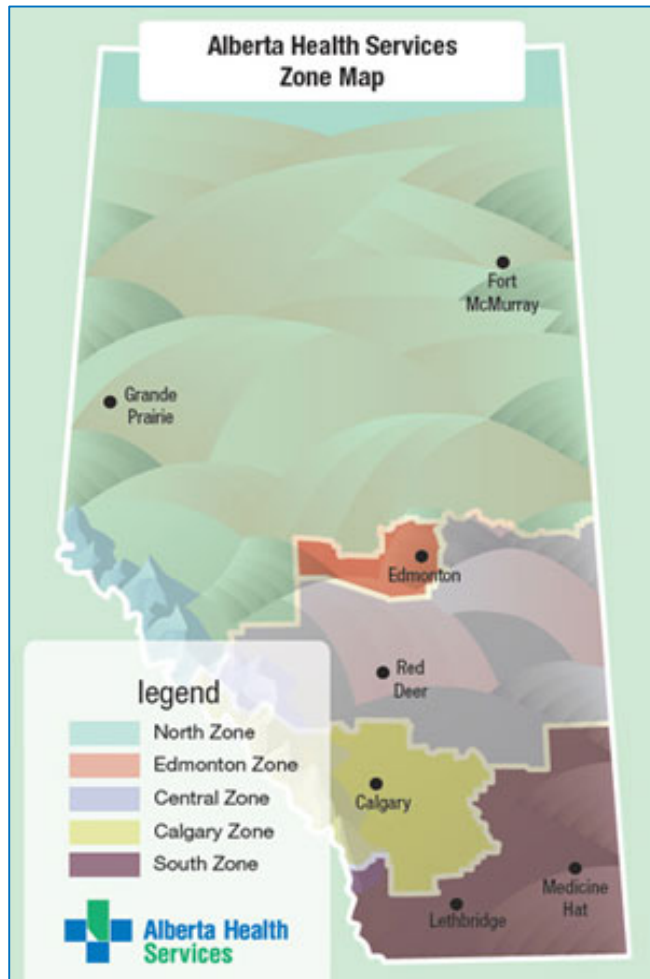 Alberta Health Services
Zone Map
Fort
McMurray
Grande
Prairie
Edmonton
Red
Deer
legend
North Zone
Edmonton Zone
Central Zone
Calgary Zone
South Zone
Calgary
Medicine
Hat
Lethbridge
Alberta Health
Services